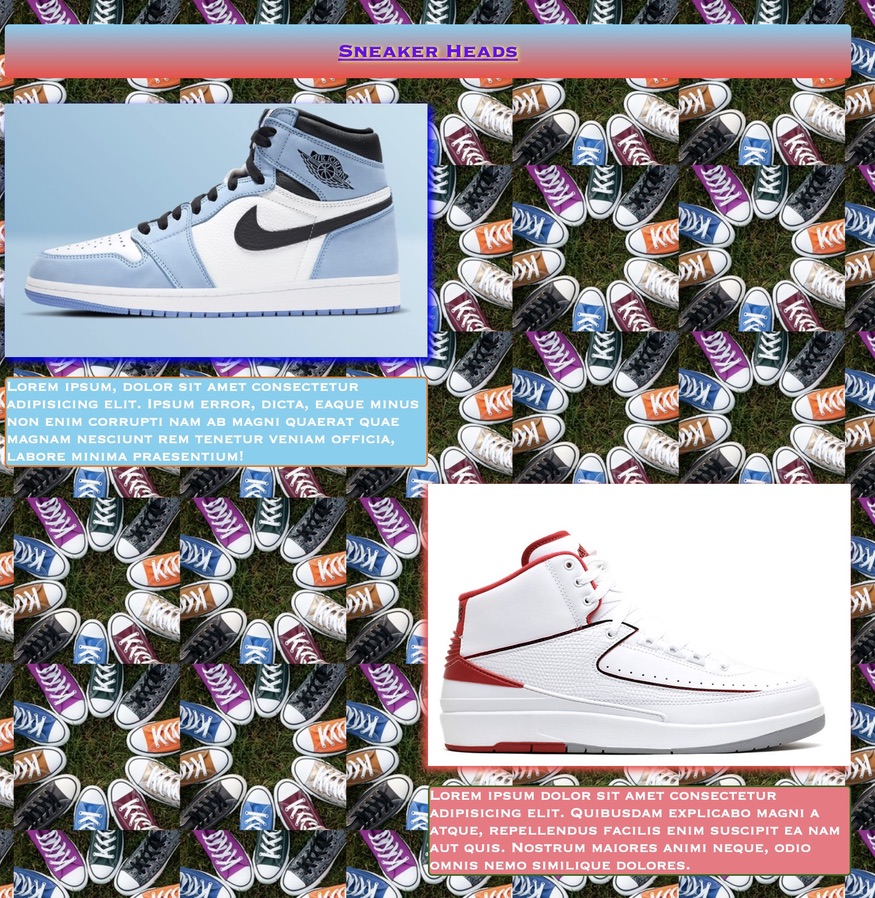 Sneaker Heads
Lorem ipsum, dolor sit amet consectetur
adipisicing elit. Ipsum error, dicta, eaque minus
non enim corrupti nam ab magni quaerat quae
magnam nesciunt rem tenetur veniam officia,
labore minima praesentium!
Lorem ipsum dolor sit amet consectetur
adipisicing elit. Quibusdam explicabo magni a
atque, repellendus facilis enim suscipit ea nam
aut quis. Nostrum maiores animi neque, odio
omnis nemo similique dolores.